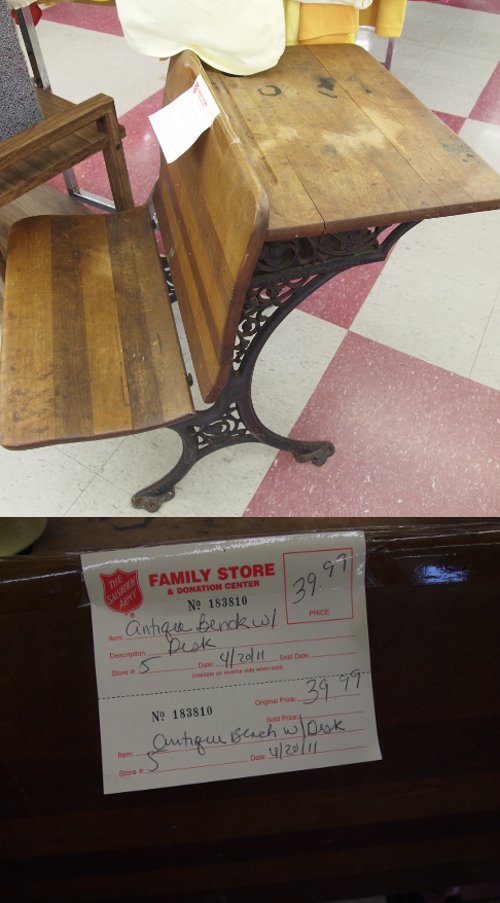 THE SALVATION ARMY
FAMILY STORE
& DONATION CENTER
№ 183810
39.99
PRICE
Item: Antique Bench w/
Description: Desk
Store #: 5 Date: 4/20/11 Sold Date:
(Validate on reverse side when sold)
Original Price: 39.99
№ 183810
Sold Price:
Item: Antique Bench w/ Desk
Store #: 5 Date: 4/20/11